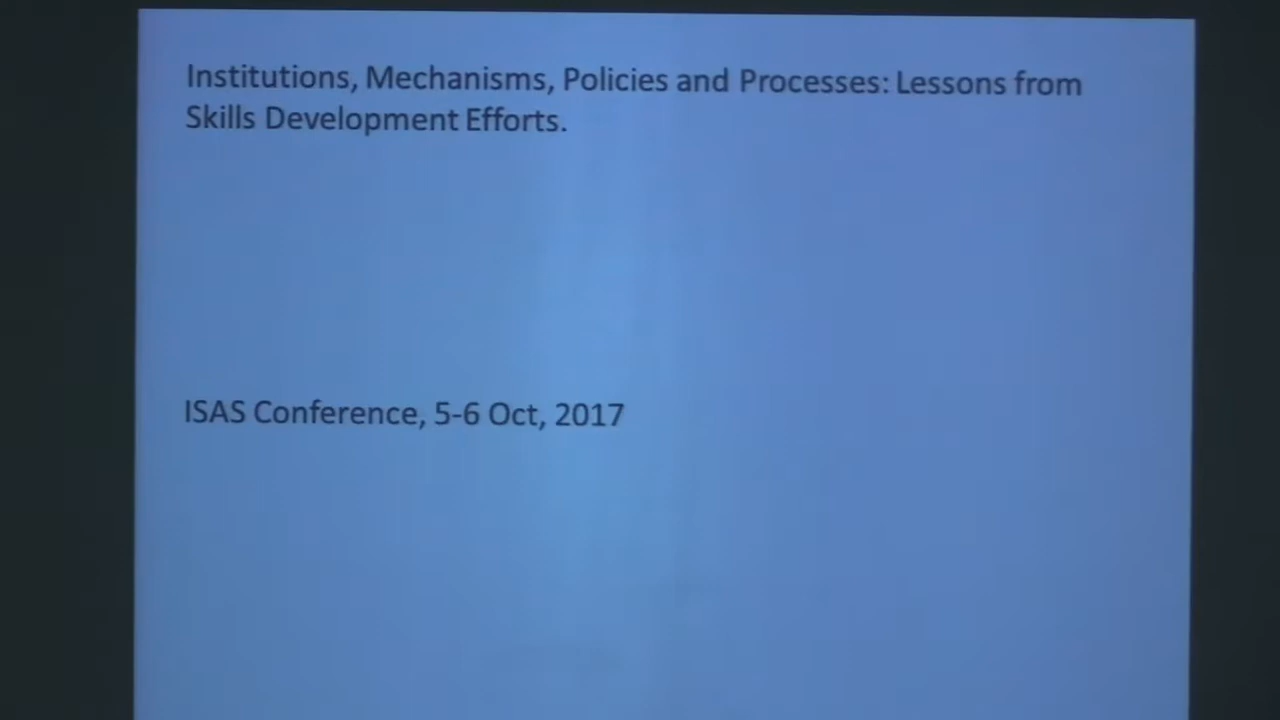 Institutions, Mechanisms, Policies and Processes: Lessons from
Skills Development Efforts.
ISAS Conference, 5-6 Oct, 2017